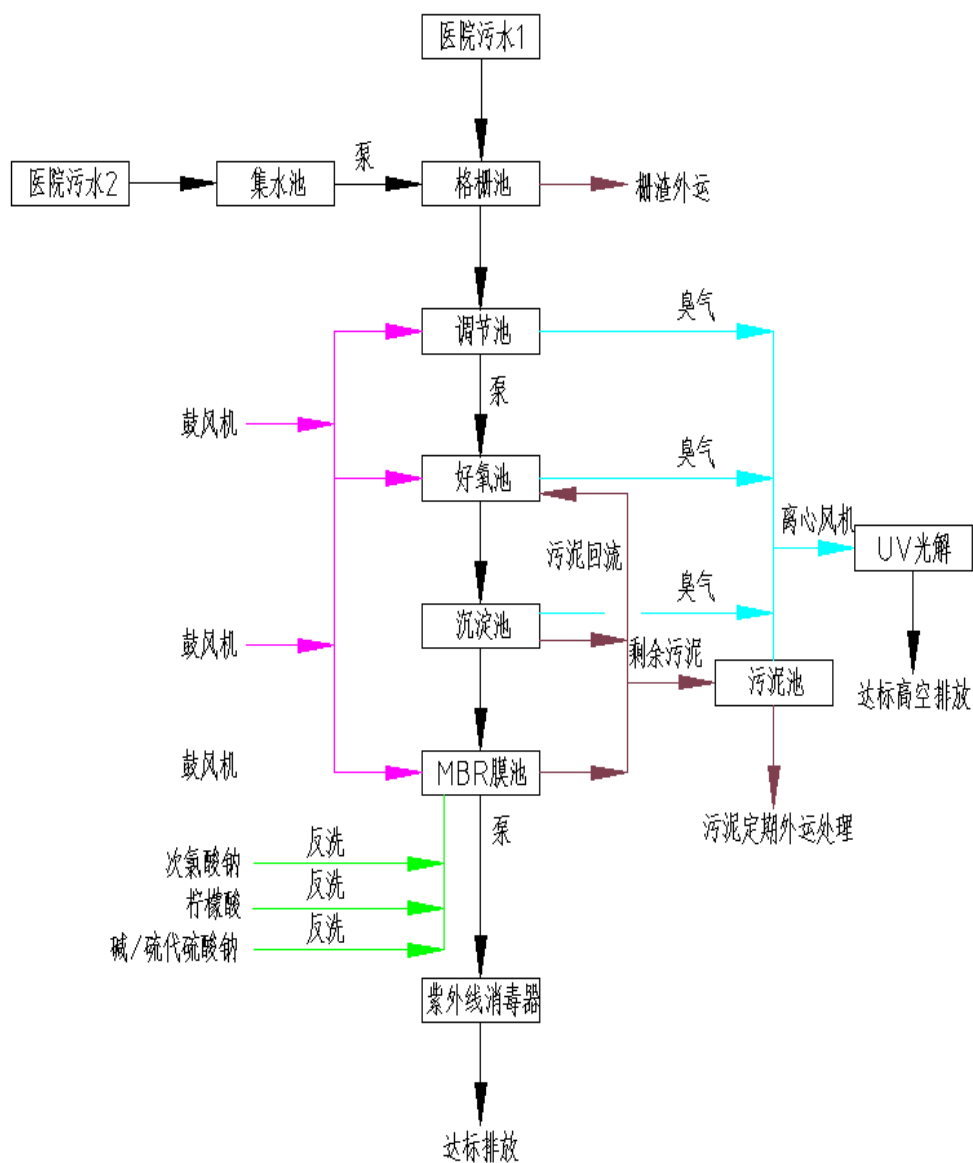 医院污水1
泵
医院污水2
集水池
格栅池
栅渣外运
臭气
调节池
泵
鼓风机
臭气
好氧池
离心风机
污泥回流
UV光解
臭气
沉淀池
鼓风机
剩余污泥
污泥池
达标高空排放
鼓风机
MBR膜池
泵
污泥定期外运处理
反洗
次氯酸钠
反洗
柠檬酸
反洗
碱/硫代硫酸钠
紫外线消毒器
达标排放